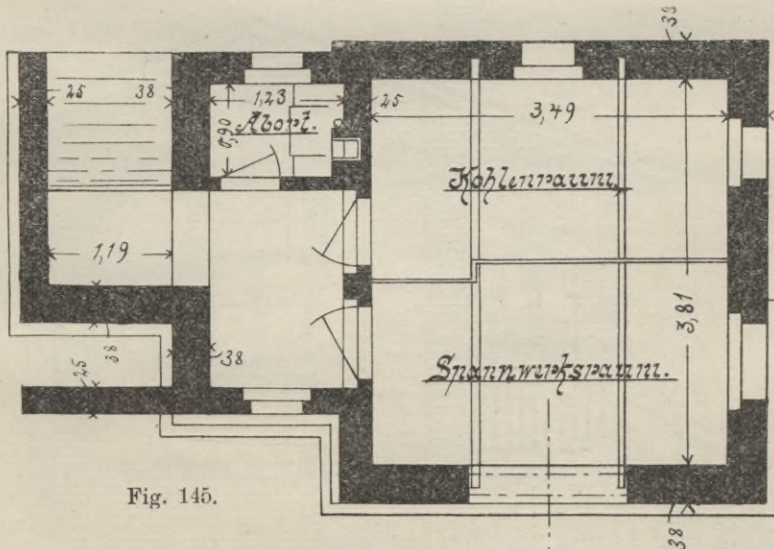 38
25 38 1,23 25 3,49
0,90 Abort.
Kohlenraum.
1,19
3,81
38 25 38
Spannwerksraum.
Fig. 145.
38